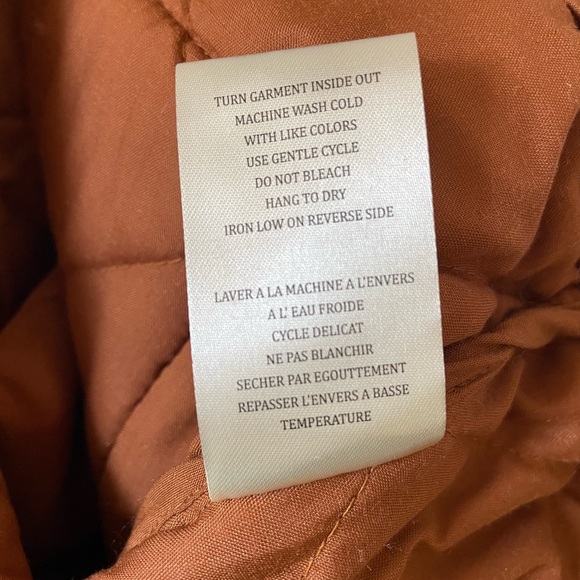 TURN GARMENT INSIDE OUT
MACHINE WASH COLD
WITH LIKE COLORS
USE GENTLE CYCLE
DO NOT BLEACH
HANG TO DRY
IRON LOW ON REVERSE SIDE
LAVER A LA MACHINE A L'ENVERS
A L' EAU FROIDE
CYCLE DELICAT
NE PAS BLANCHIR
SECHER PAR EGOUTTEMENT
REPASSER L'ENVERS A BASSE
TEMPERATURE